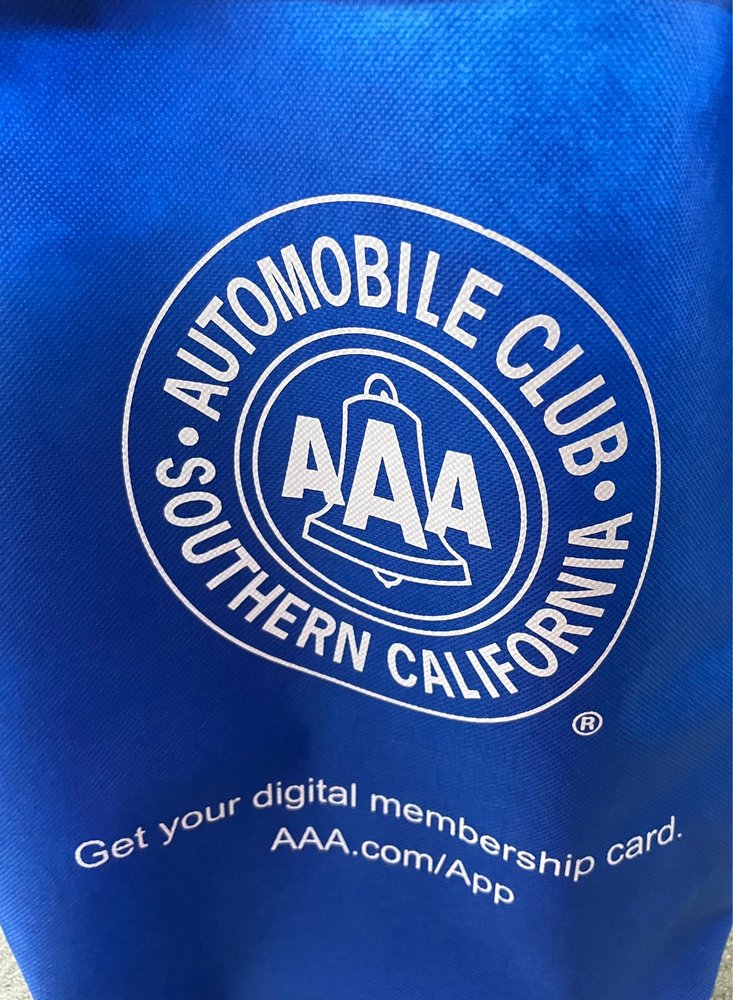 • AUTOMOBILE CLUB •
SOUTHERN CALIFORNIA
AAA
®
Get your digital membership card.
AAA.com/App